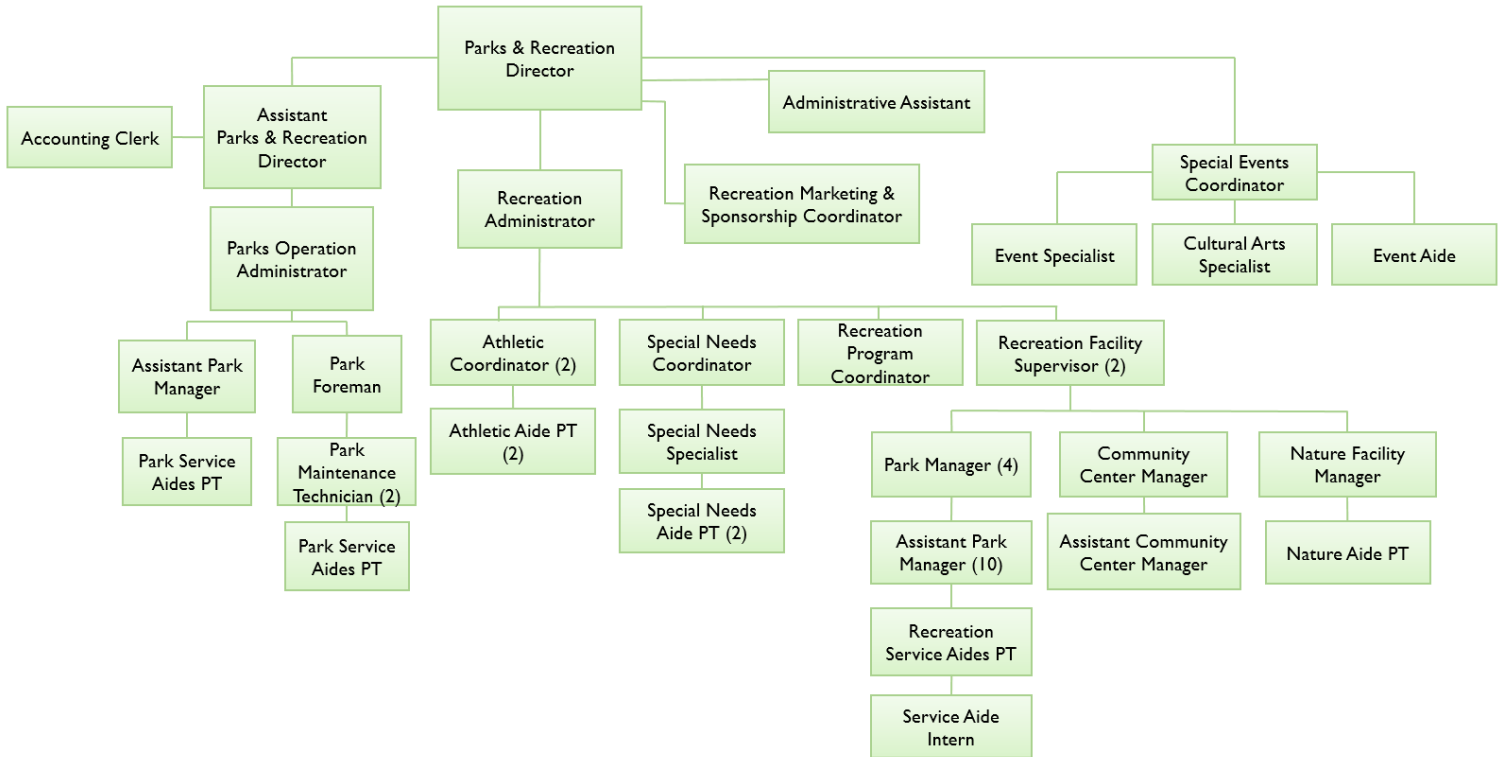 Parks & Recreation
Director
Administrative Assistant
Accounting Clerk
Assistant
Parks & Recreation
Director
Recreation
Administrator
Recreation Marketing &
Sponsorship Coordinator
Special Events
Coordinator
Parks Operation
Administrator
Event Specialist
Cultural Arts
Specialist
Event Aide
Assistant Park
Manager
Park
Foreman
Athletic
Coordinator (2)
Special Needs
Coordinator
Recreation
Program
Coordinator
Recreation Facility
Supervisor (2)
Park Service
Aides PT
Park
Maintenance
Technician (2)
Athletic Aide PT
(2)
Special Needs
Specialist
Park Manager (4)
Community
Center Manager
Nature Facility
Manager
Park Service
Aides PT
Special Needs
Aide PT (2)
Assistant Park
Manager (10)
Assistant Community
Center Manager
Nature Aide PT
Recreation
Service Aides PT
Service Aide
Intern